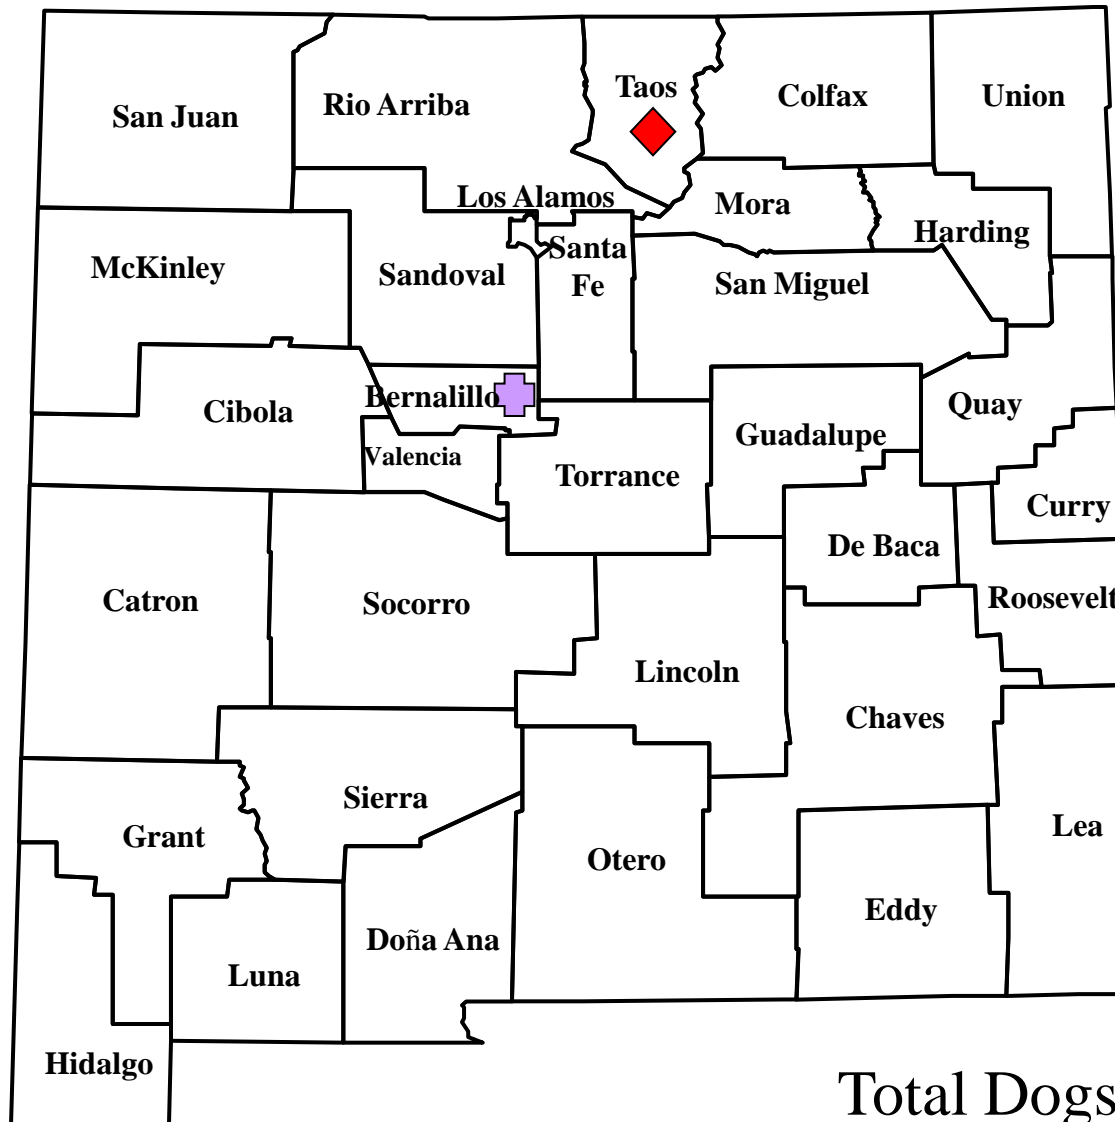 Taos
Colfax
Union
San Juan
Rio Arriba
Los Alamos
Mora
Harding
McKinley
Sandoval
Santa
Fe
San Miguel
Bernalillo
Cibola
Quay
Guadalupe
Valencia
Torrance
Curry
De Baca
Catron
Socorro
Roosevelt
Lincoln
Chaves
Sierra
Grant
Lea
Otero
Eddy
Doña Ana
Luna
Hidalgo
Total Dogs